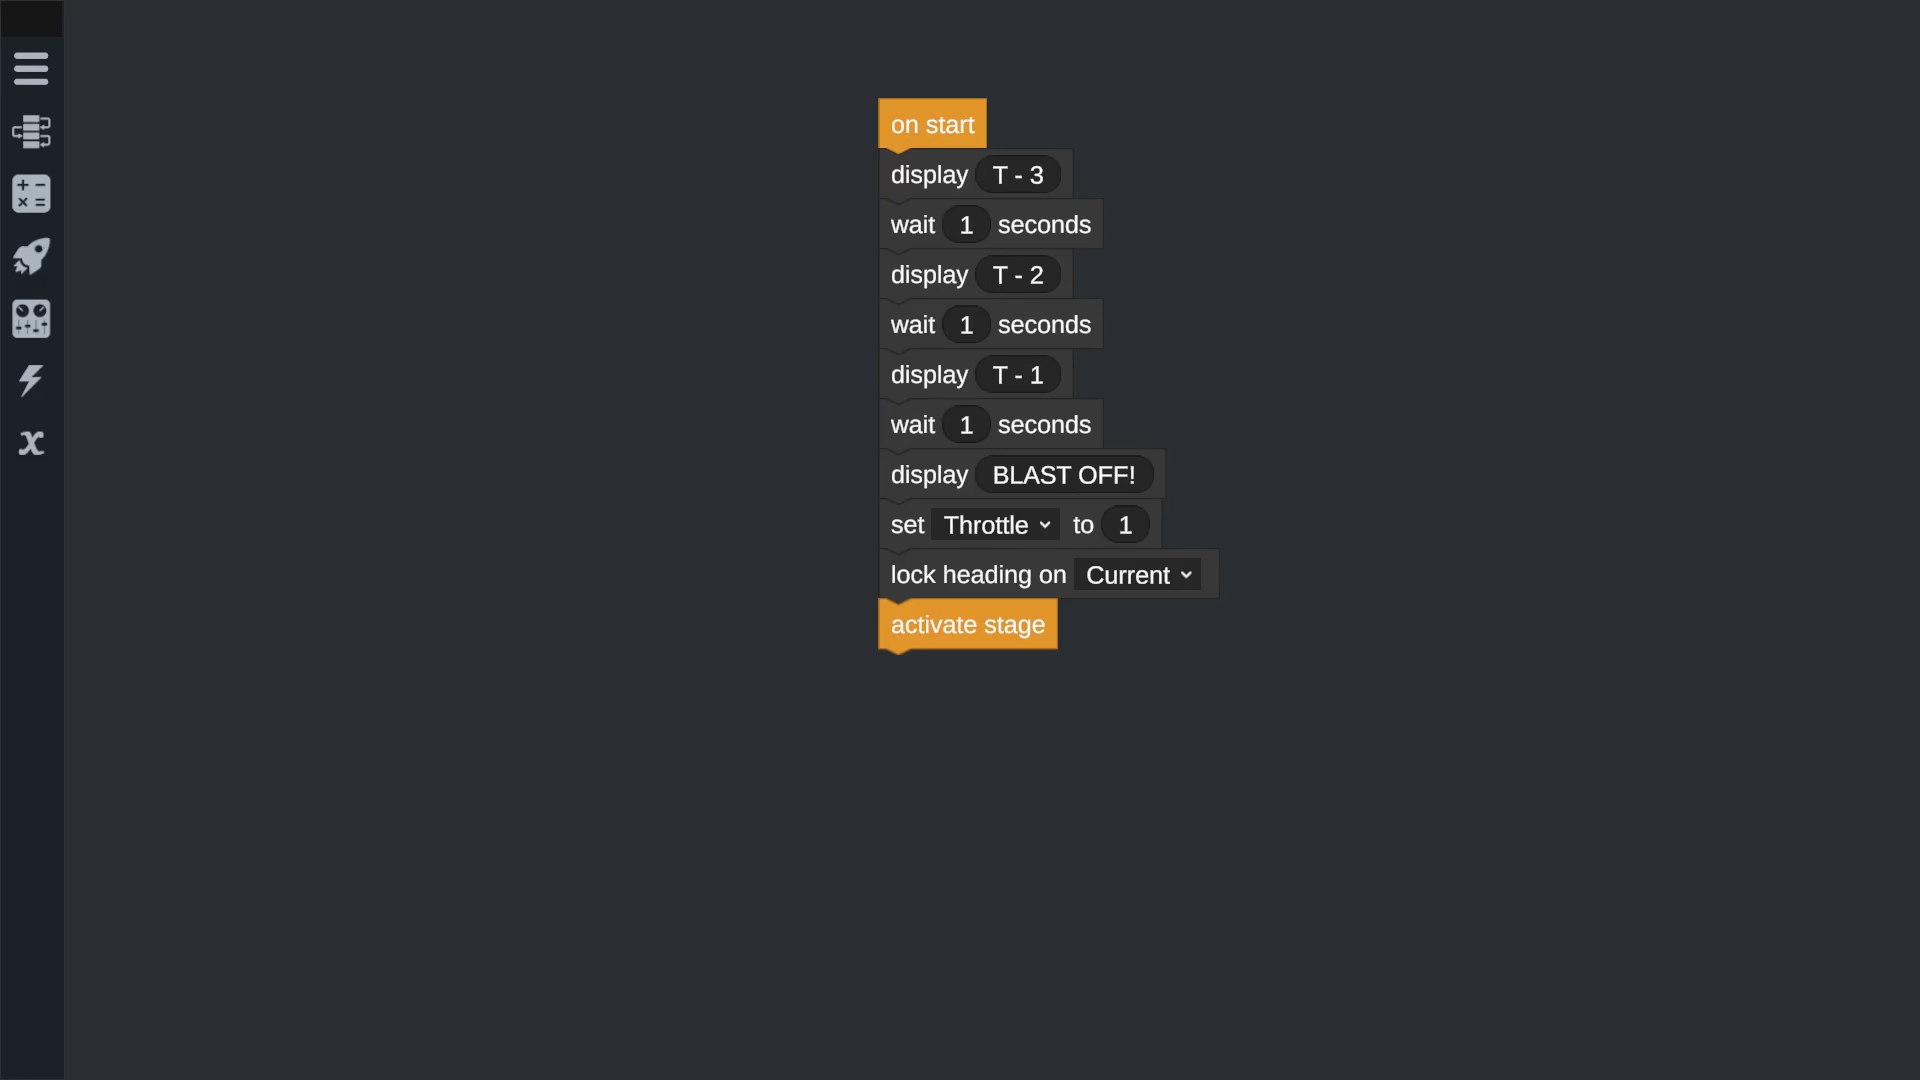 on start
display T - 3
wait 1 seconds
display T - 2
wait 1 seconds
display T - 1
wait 1 seconds
display BLAST OFF!
set Throttle to 1
lock heading on Current
activate stage